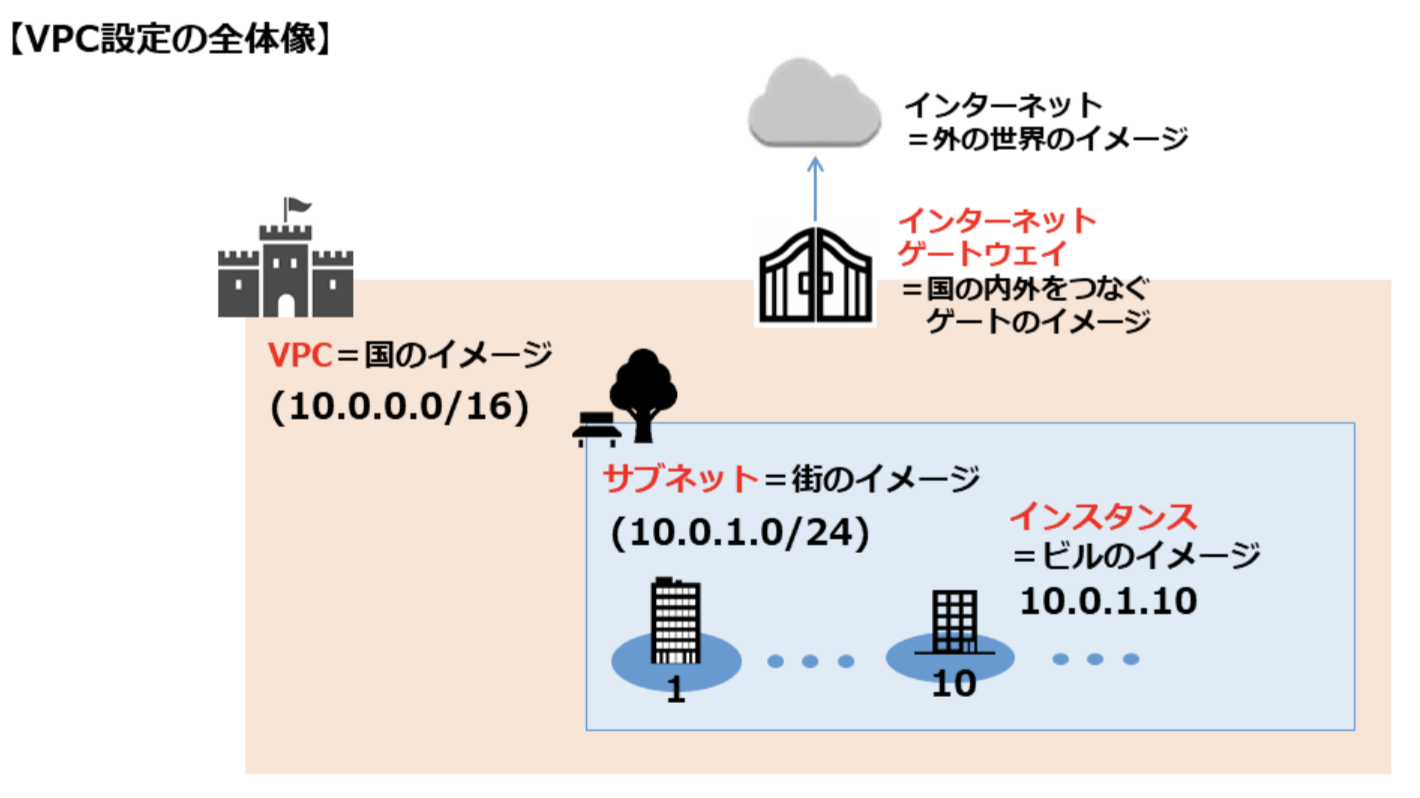 【VPC設定の全体像】
インターネット
＝外の世界のイメージ
インターネット
ゲートウェイ
＝国の内外をつなぐ
ゲートのイメージ
VPC＝国のイメージ
(10.0.0.0/16)
サブネット＝街のイメージ
(10.0.1.0/24)
インスタンス
＝ビルのイメージ
10.0.1.10
1
10